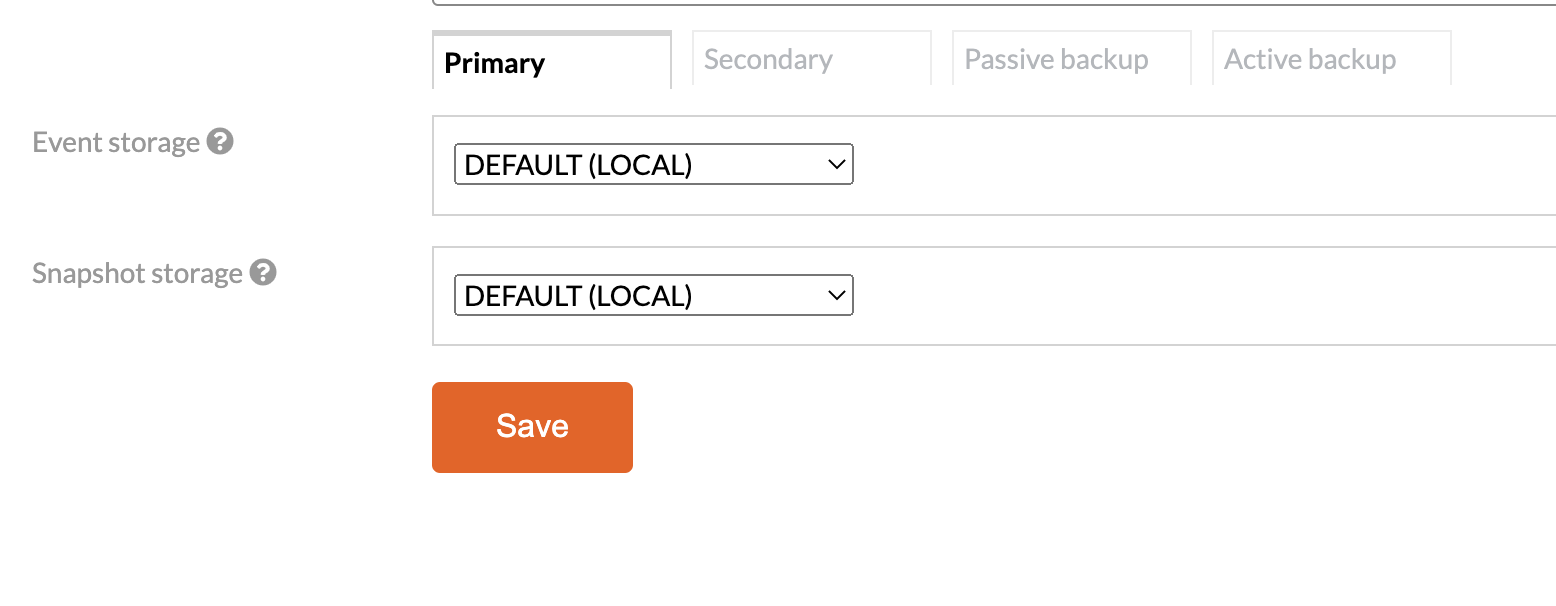 Primary
Secondary
Passive backup
Active backup
Event storage ?
DEFAULT (LOCAL)
Snapshot storage ?
DEFAULT (LOCAL)
Save